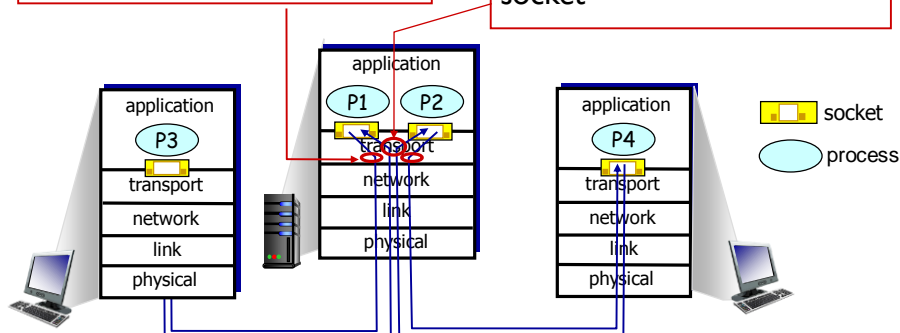 socket
application
P1 P2
transport
network
link
physical
application
P3
transport
network
link
physical
application
P4
transport
network
link
physical
socket
process